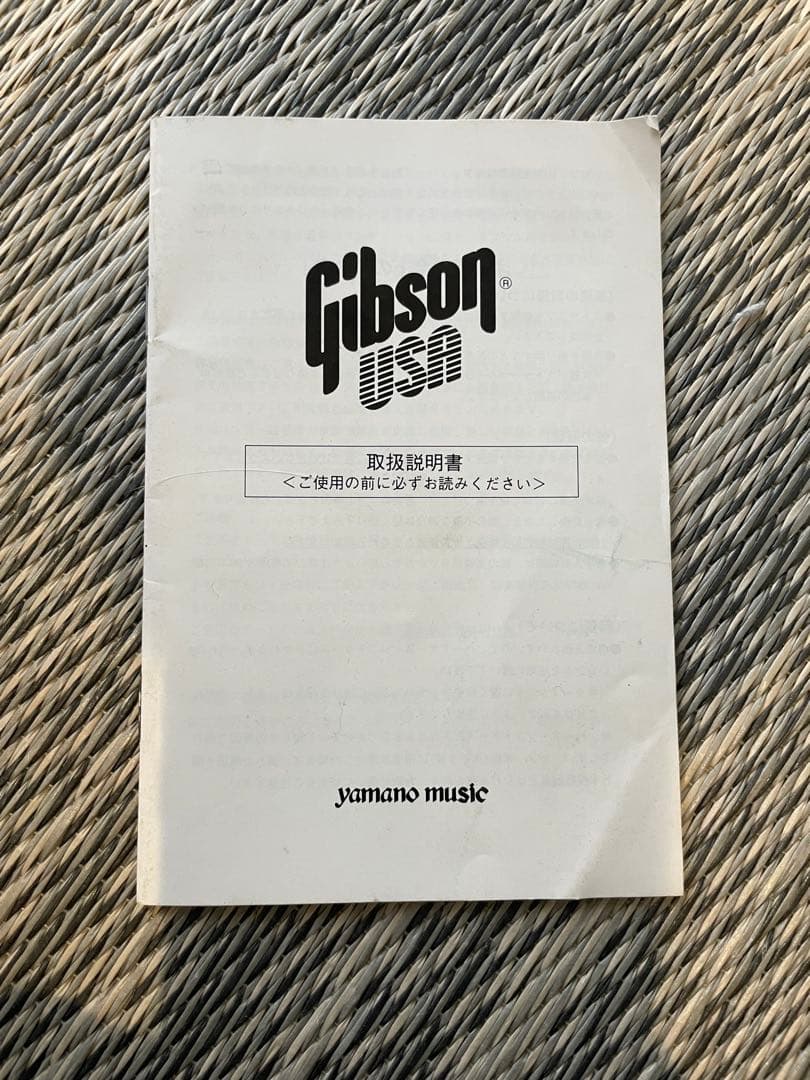 Gibson®
USA
取扱説明書
＜ご使用の前に必ずお読みください＞
yamano music